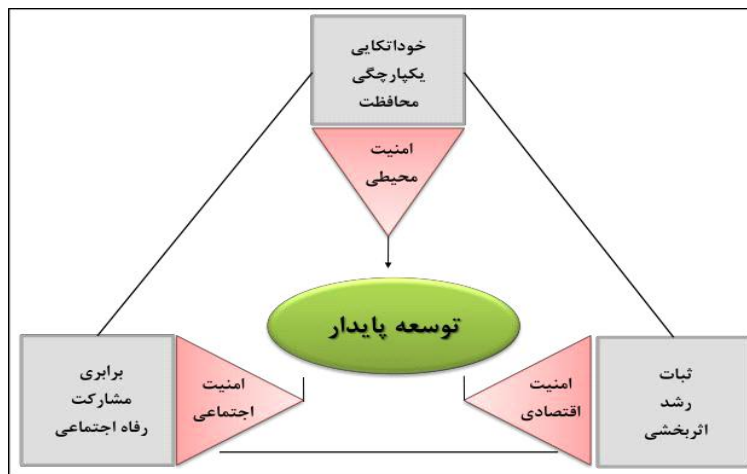 خوداتکایی
یکپارچگی
محافظت
امنیت
محیطی
توسعه پایدار
برابری
مشارکت
رفاه اجتماعی
امنیت
اجتماعی
امنیت
اقتصادی
ثبات
رشد
اثربخشی